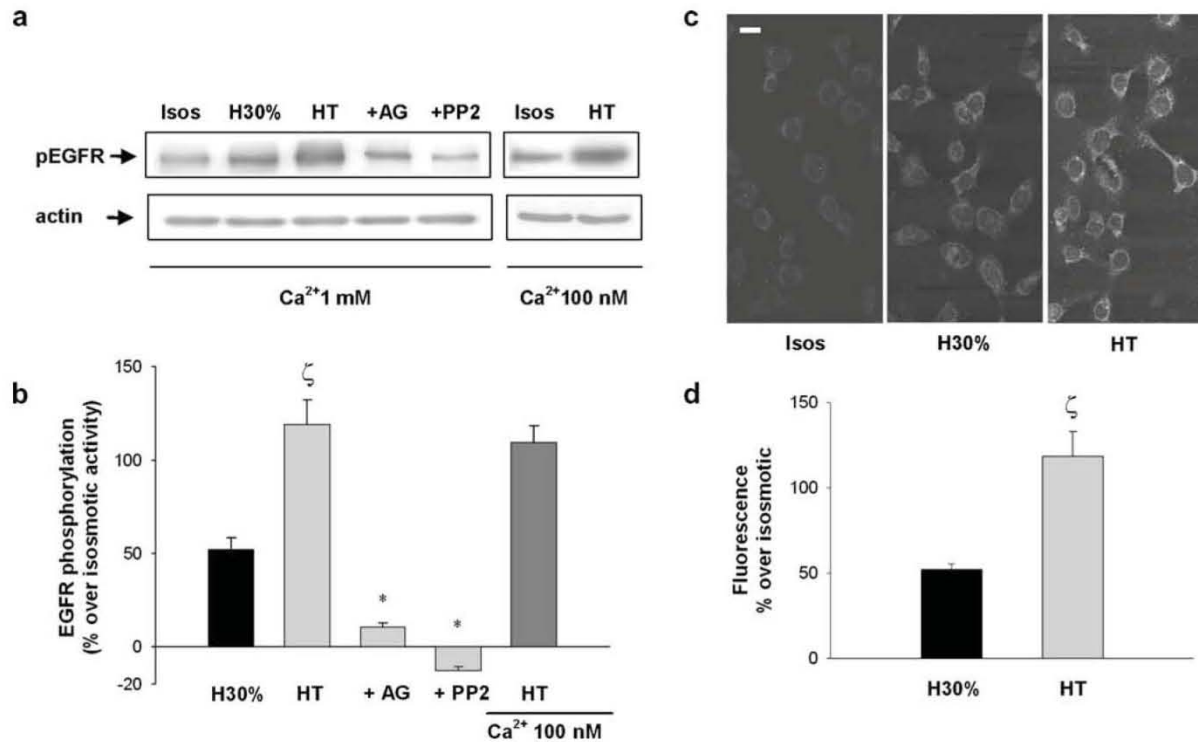 a
Isos H30% HT +AG +PP2 Isos HT
pEGFR
actin
Ca²⁺1 mM Ca²⁺100 nM
b
EGFR phosphorylation
(% over isosmotic activity)
150
100
50
0
-20
ζ
*
*
H30% HT + AG + PP2 HT
Ca²⁺ 100 nM
c
Isos H30% HT
d
Fluorescence
% over isosmotic
150
100
50
0
ζ
H30% HT